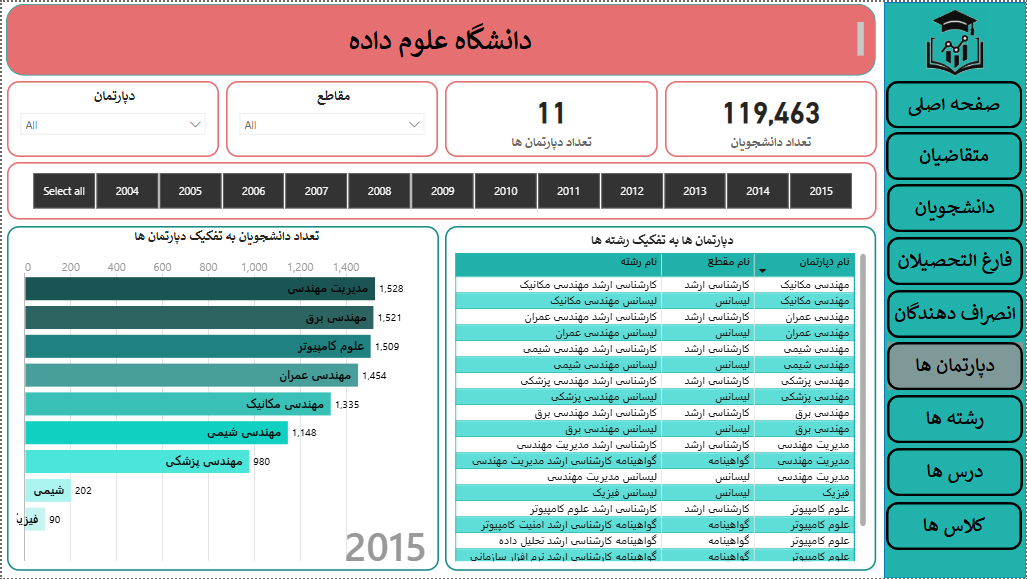 دانشگاه علوم داده
صفحه اصلی
متقاضیان
دانشجویان
فارغ التحصیلان
انصراف دهندگان
دپارتمان ها
رشته ها
درس ها
کلاس ها
119,463
تعداد دانشجویان
11
تعداد دپارتمان ها
مقاطع
All
دپارتمان
All
Select all 2004 2005 2006 2007 2008 2009 2010 2011 2012 2013 2014 2015
دپارتمان ها به تفکیک رشته ها
نام دپارتمان نام مقطع نام رشته
مهندسی مکانیک کارشناسی ارشد کارشناسی ارشد مهندسی مکانیک
مهندسی مکانیک لیسانس لیسانس مهندسی مکانیک
مهندسی عمران کارشناسی ارشد کارشناسی ارشد مهندسی عمران
مهندسی عمران لیسانس لیسانس مهندسی عمران
مهندسی شیمی کارشناسی ارشد کارشناسی ارشد مهندسی شیمی
مهندسی شیمی لیسانس لیسانس مهندسی شیمی
مهندسی پزشکی کارشناسی ارشد کارشناسی ارشد مهندسی پزشکی
مهندسی پزشکی لیسانس لیسانس مهندسی پزشکی
مهندسی برق کارشناسی ارشد کارشناسی ارشد مهندسی برق
مهندسی برق لیسانس لیسانس مهندسی برق
مدیریت مهندسی کارشناسی ارشد کارشناسی ارشد مدیریت مهندسی
مدیریت مهندسی گواهینامه گواهینامه کارشناسی ارشد مدیریت مهندسی
مدیریت مهندسی لیسانس لیسانس مدیریت مهندسی
فیزیک لیسانس لیسانس فیزیک
علوم کامپیوتر کارشناسی ارشد کارشناسی ارشد علوم کامپیوتر
علوم کامپیوتر گواهینامه گواهینامه کارشناسی ارشد امنیت کامپیوتر
علوم کامپیوتر گواهینامه گواهینامه کارشناسی ارشد تحلیل داده
علوم کامپیوتر گواهینامه گواهینامه کارشناسی ارشد نرم افزار سازمانی
تعداد دانشجویان به تفکیک دپارتمان ها
0 200 400 600 800 1,000 1,200 1,400
مدیریت مهندسی 1,528
مهندسی برق 1,521
علوم کامپیوتر 1,509
مهندسی عمران 1,454
مهندسی مکانیک 1,335
مهندسی شیمی 1,148
مهندسی پزشکی 980
شیمی 202
فیزیک 90
2015